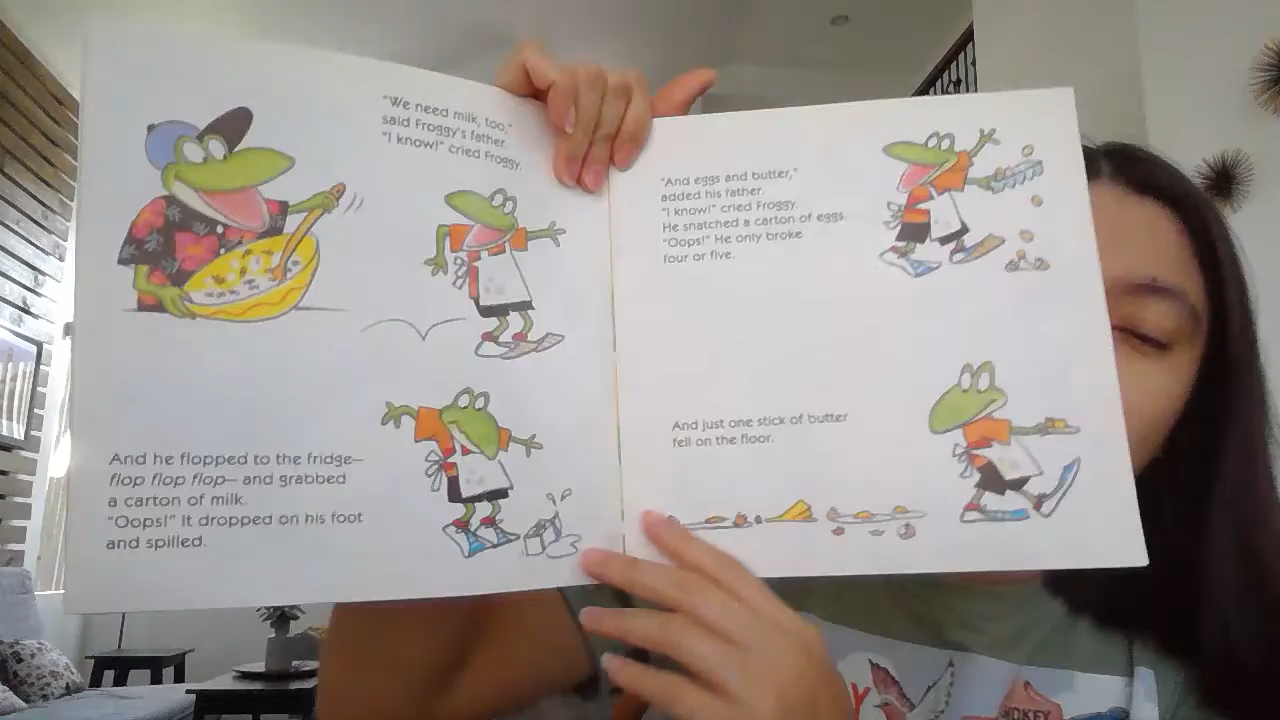 "We need milk, too,"
said Froggy's father.
"I know!" cried Froggy.
And he flopped to the fridge—
flop flop flop— and grabbed
a carton of milk.
"Oops!" It dropped on his foot
and spilled.
"And eggs and butter,"
added his father.
"I know!" cried Froggy.
He snatched a carton of eggs
"Oops!" He only broke
four or five.
And just one stick of butter
fell on the floor.